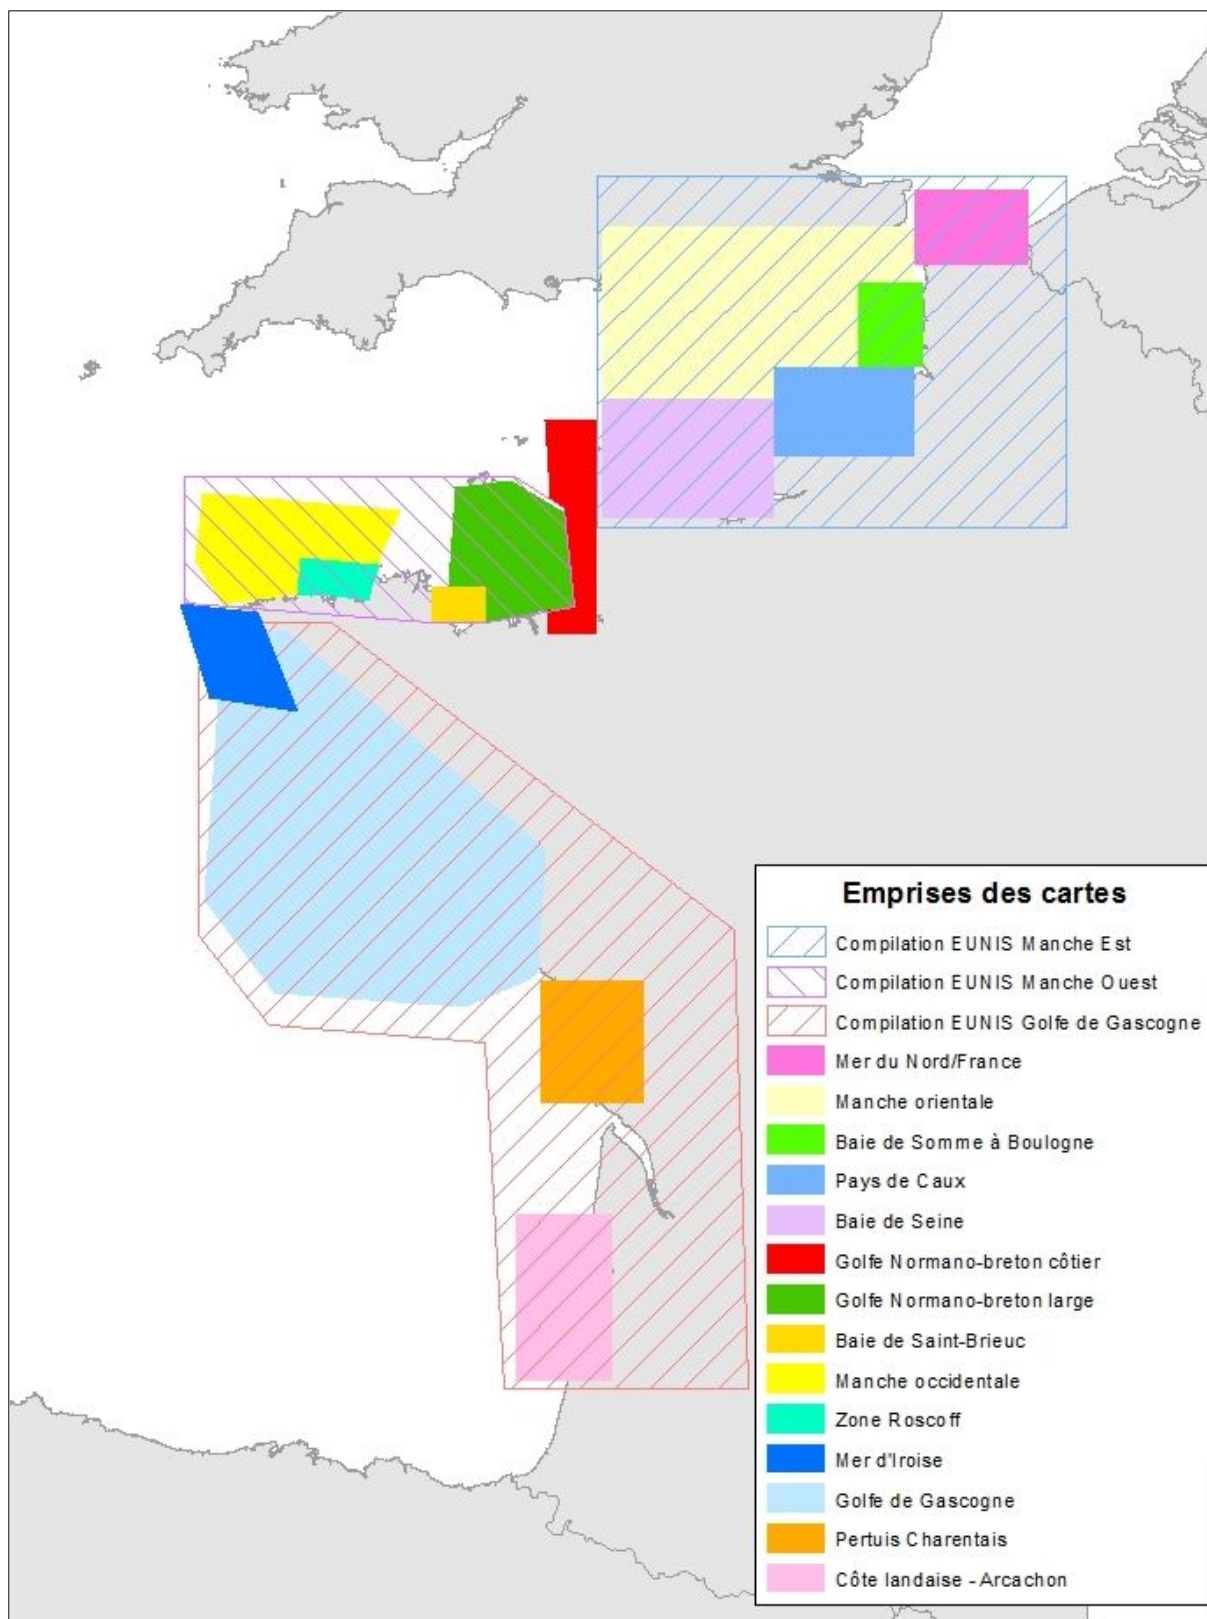 Emprises des cartes
Compilation EUNIS Manche Est
Compilation EUNIS Manche Ouest
Compilation EUNIS Golfe de Gascogne
Mer du Nord/France
Manche orientale
Baie de Somme à Boulogne
Pays de Caux
Baie de Seine
Golfe Normano-breton côtier
Golfe Normano-breton large
Baie de Saint-Brieuc
Manche occidentale
Zone Roscoff
Mer d'Iroise
Golfe de Gascogne
Pertuis Charentais
Côte landaise - Arcachon